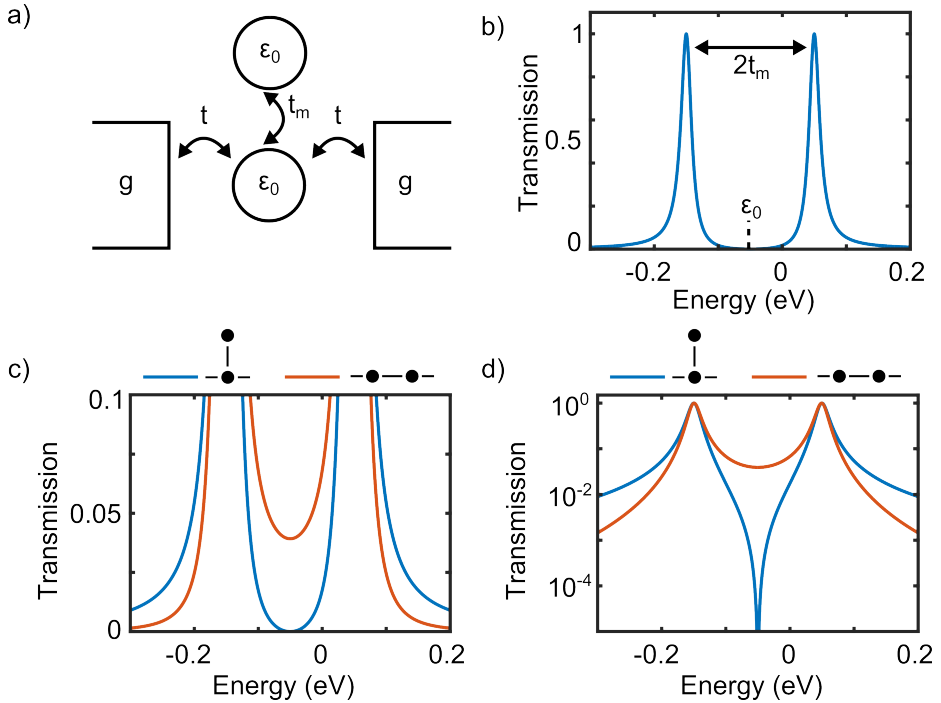 a)
ε₀
tₘ
t
t
g
ε₀
g
b)
Transmission
1
0.5
0
2tₘ
ε₀
-0.2
0
0.2
Energy (eV)
c)
Transmission
0.1
0.05
0
-0.2
0
0.2
Energy (eV)
d)
Transmission
10⁰
10⁻²
10⁻⁴
-0.2
0
0.2
Energy (eV)